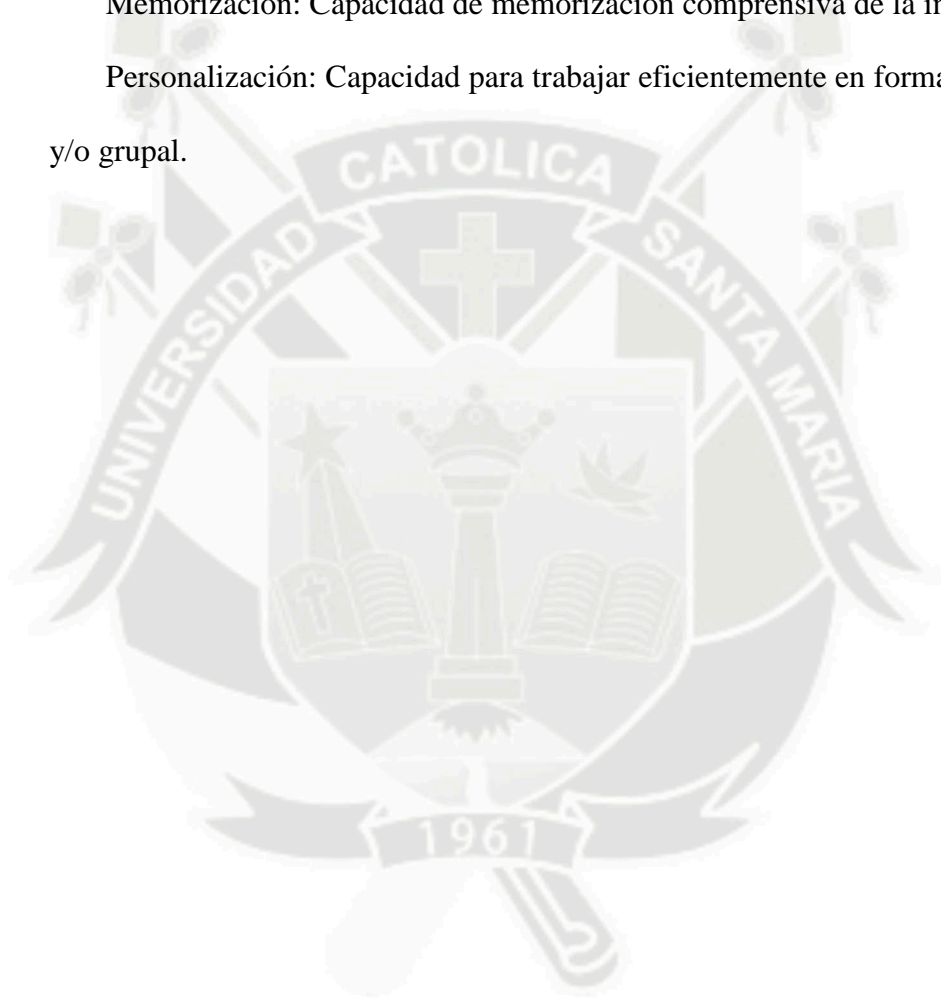 Memorización: Capacidad de memorización comprensiva de la
Personalización: Capacidad para trabajar eficientemente en forma
y/o grupal.
UNIVERSIDAD CATOLICA SANTA MARIA
1961